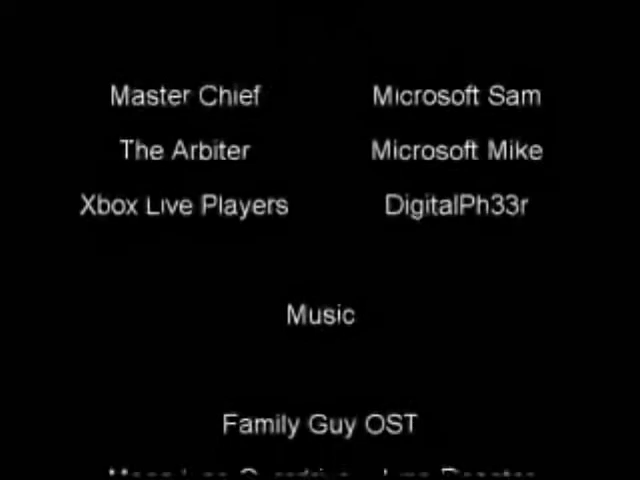 Master Chief Microsoft Sam
The Arbiter Microsoft Mike
Xbox Live Players DigitalPh33r
Music
Family Guy OST